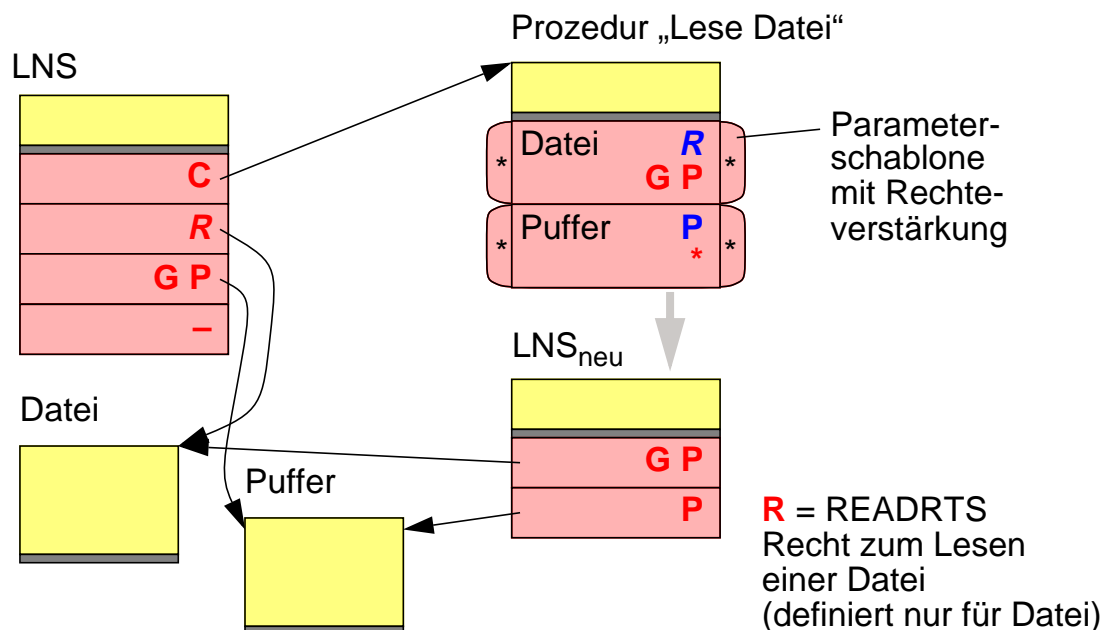 Prozedur „Lese Datei“
LNS
C
R
G P
–
Datei R
* G P *
Puffer P
* * *
Parameter-
schablone
mit Rechte-
verstärkung
LNSneu
G P
P
Datei
Puffer
R = READRTS
Recht zum Lesen
einer Datei
(definiert nur für Datei)